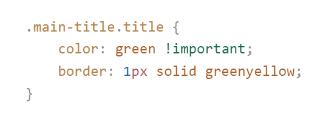 .main-title.title {
    color: green !important;
    border: 1px solid greenyellow;
}